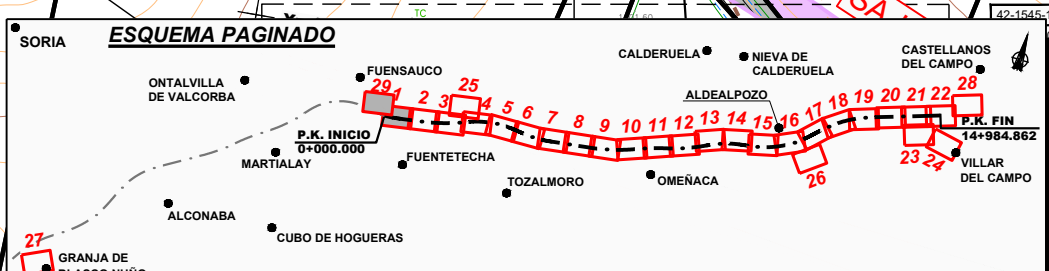 TC
42-1545-1
SORIA
ESQUEMA PAGINADO
CALDERUELA
NIEVA DE
CALDERUELA
CASTELLANOS
DEL CAMPO
FUENSAUCO
ONTALVILLA
DE VALCORBA
29
1
2
3
25
4
5
6
7
8
9
10
11
12
13
14
15
16
17
18
19
20
21
22
28
ALDEALPOZO
P.K. INICIO
0+000.000
P.K. FIN
14+984.862
23
24
26
MARTIALAY
FUENTETECHA
TOZALMORO
OMEÑACA
VILLAR
DEL CAMPO
ALCONABA
CUBO DE HOGUERAS
27
GRANJA DE